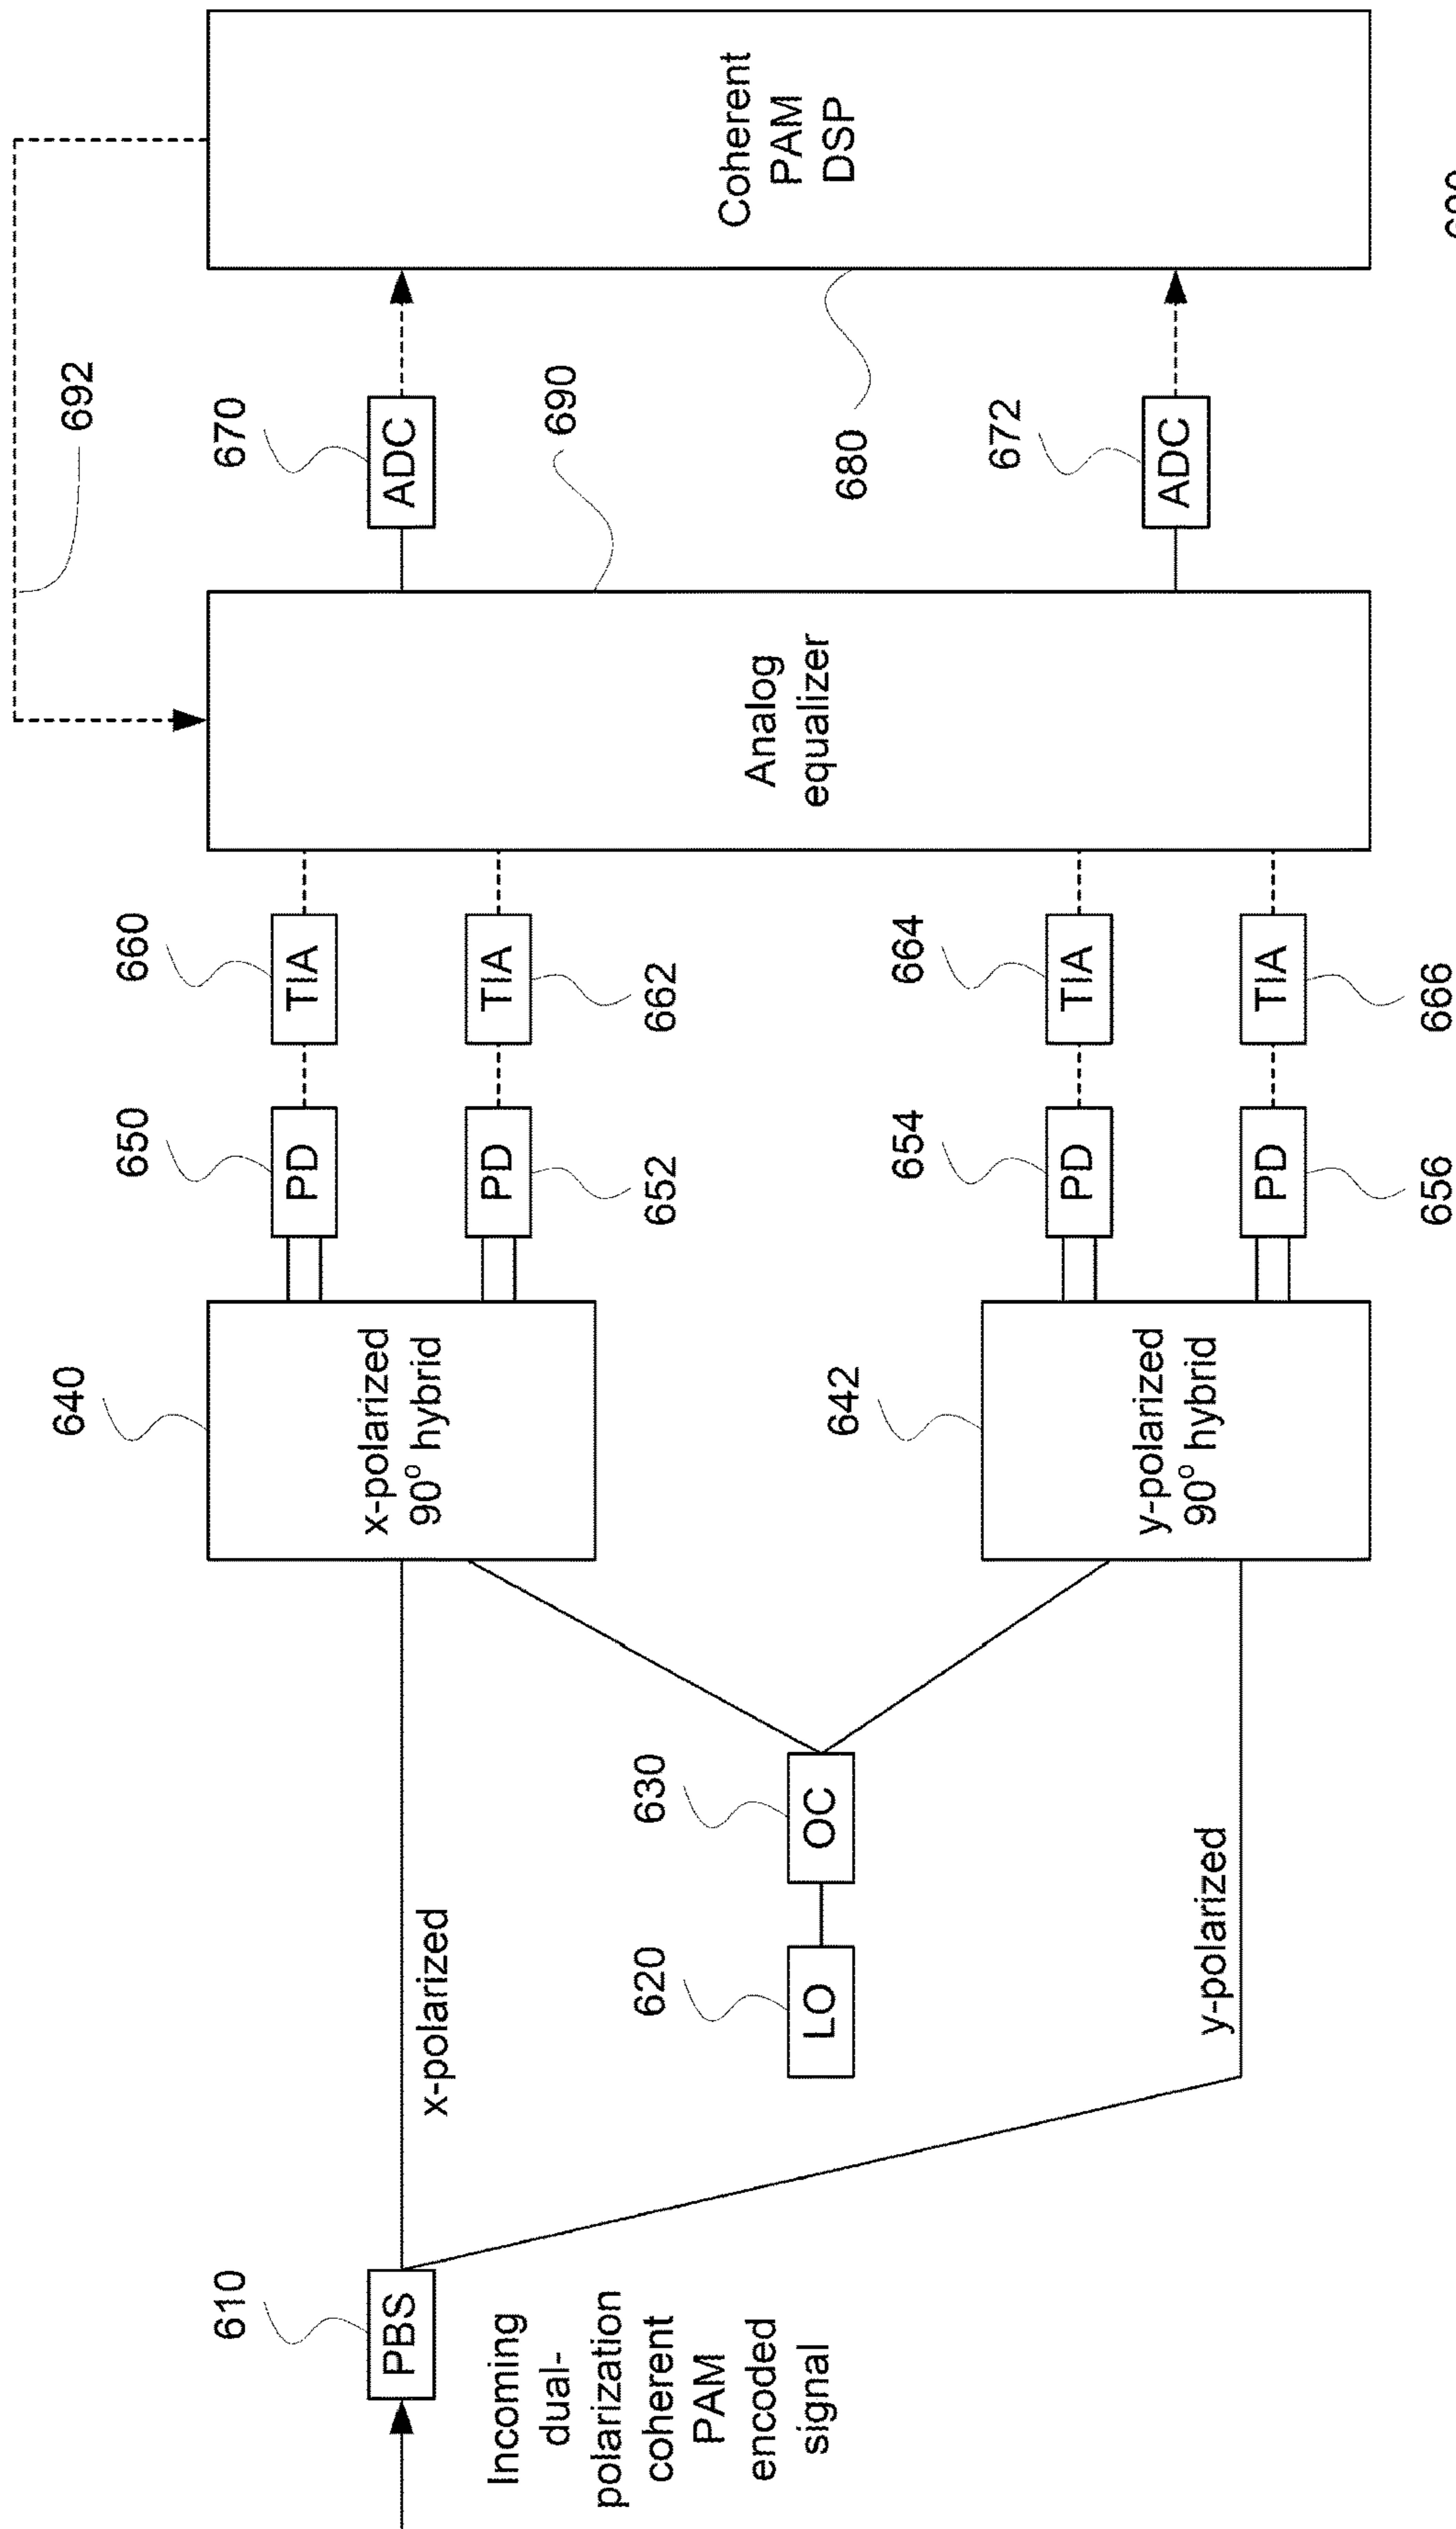 610
PBS
Incoming
dual-
polarization
coherent
PAM
encoded
signal
x-polarized
y-polarized
620
LO
630
OC
640
x-polarized
90° hybrid
642
y-polarized
90° hybrid
650
PD
PD
652
654
PD
PD
656
660
TIA
TIA
662
664
TIA
TIA
666
Analog
equalizer
690
692
670
ADC
672
ADC
680
Coherent
PAM
DSP